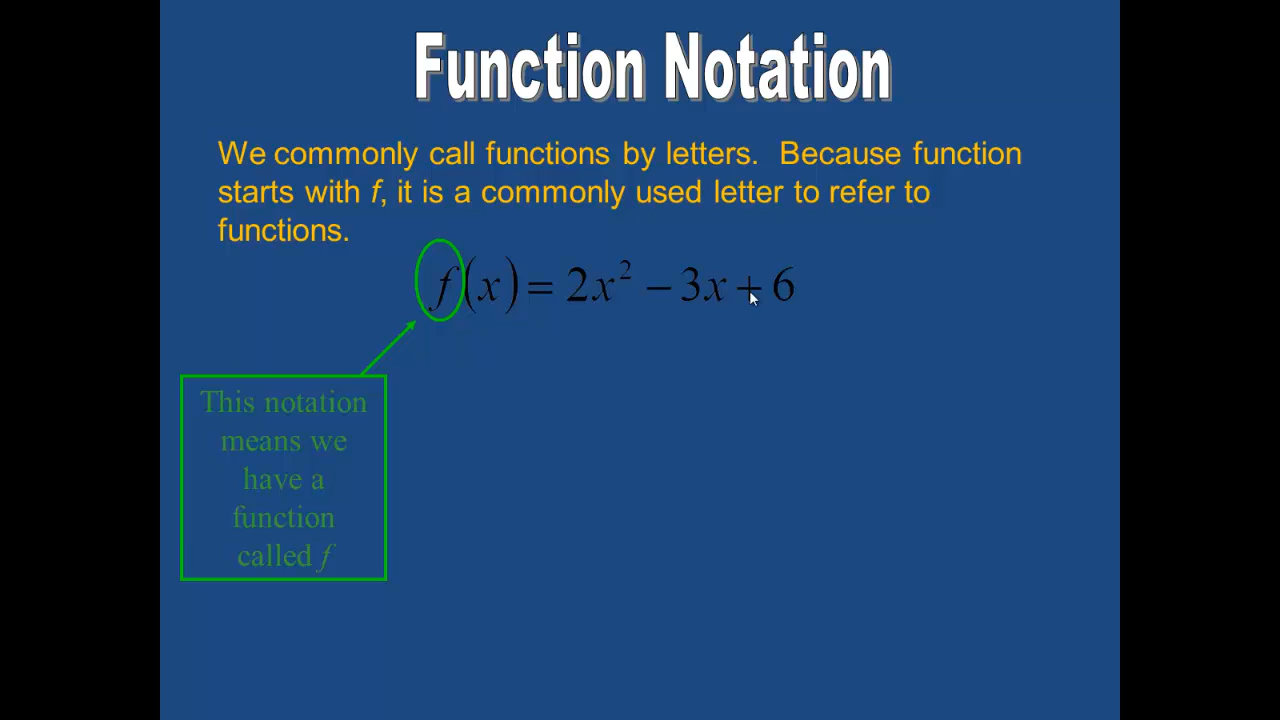 Function Notation
We commonly call functions by letters.  Because function
starts with f, it is a commonly used letter to refer to
functions.
f(x) = 2x² − 3x + 6
This notation
means we
have a
function
called f